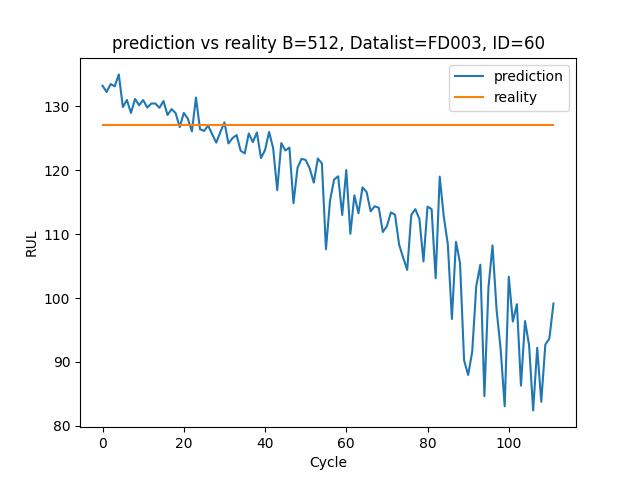 prediction vs reality B=512, Datalist=FD003, ID=60
prediction
reality
RUL
130
120
110
100
90
80
0 20 40 60 80 100
Cycle